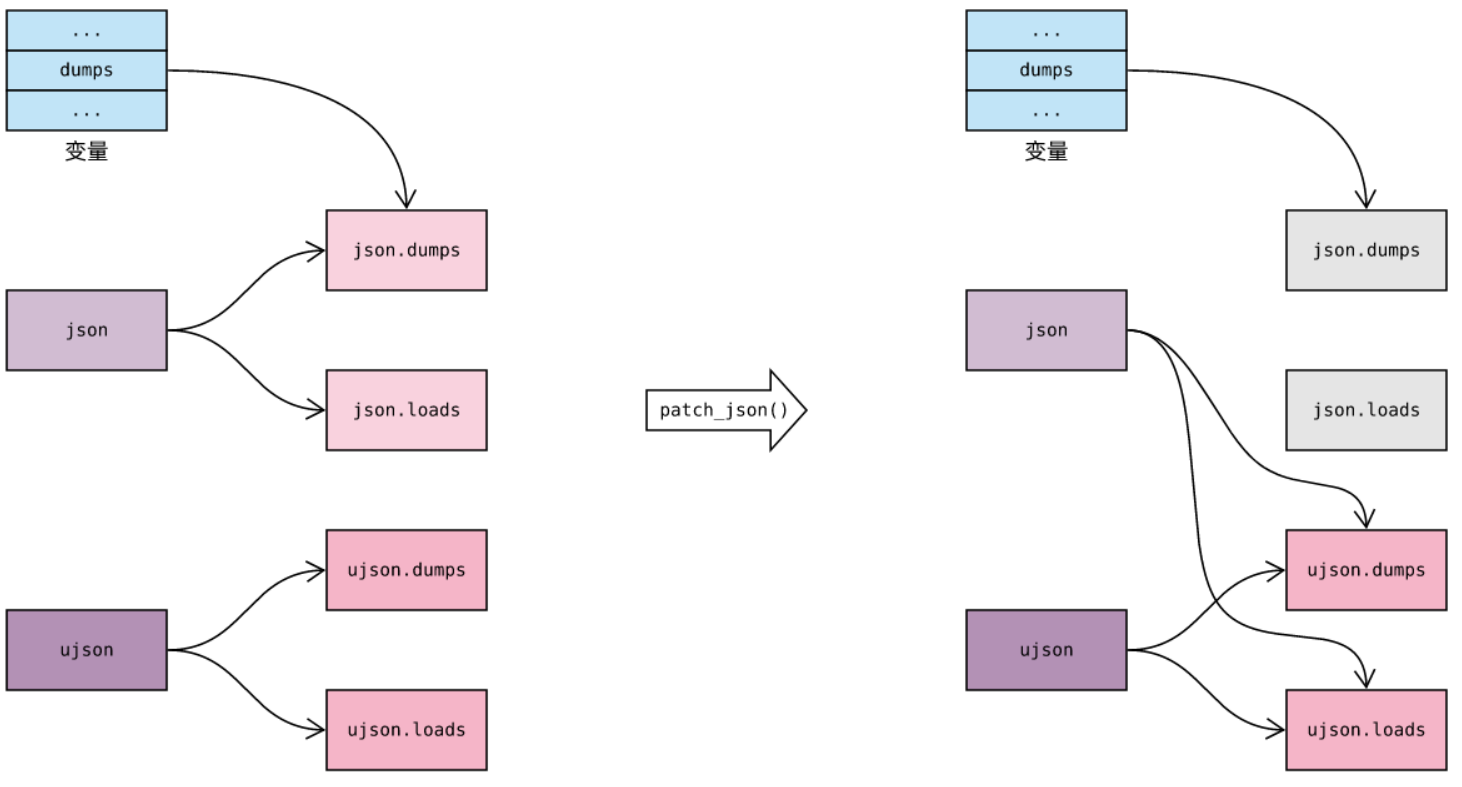 ...
dumps
...
变量
json.dumps
json
json.loads
ujson.dumps
ujson
ujson.loads
patch_json()
...
dumps
...
变量
json.dumps
json
json.loads
ujson.dumps
ujson
ujson.loads